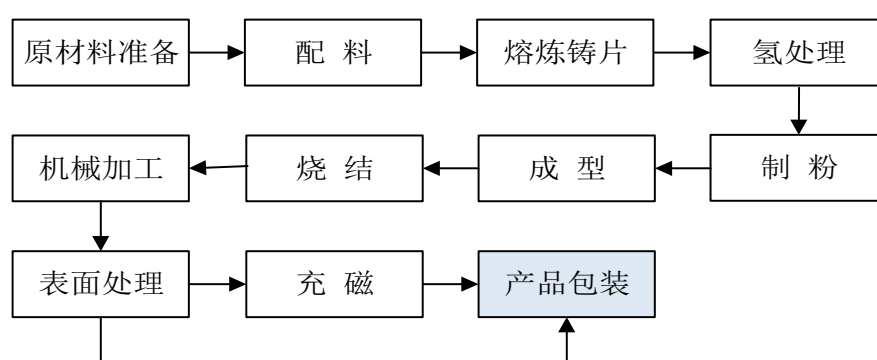 原材料准备
配 料
熔炼铸片
氢处理
机械加工
烧 结
成 型
制 粉
表面处理
充 磁
产品包装